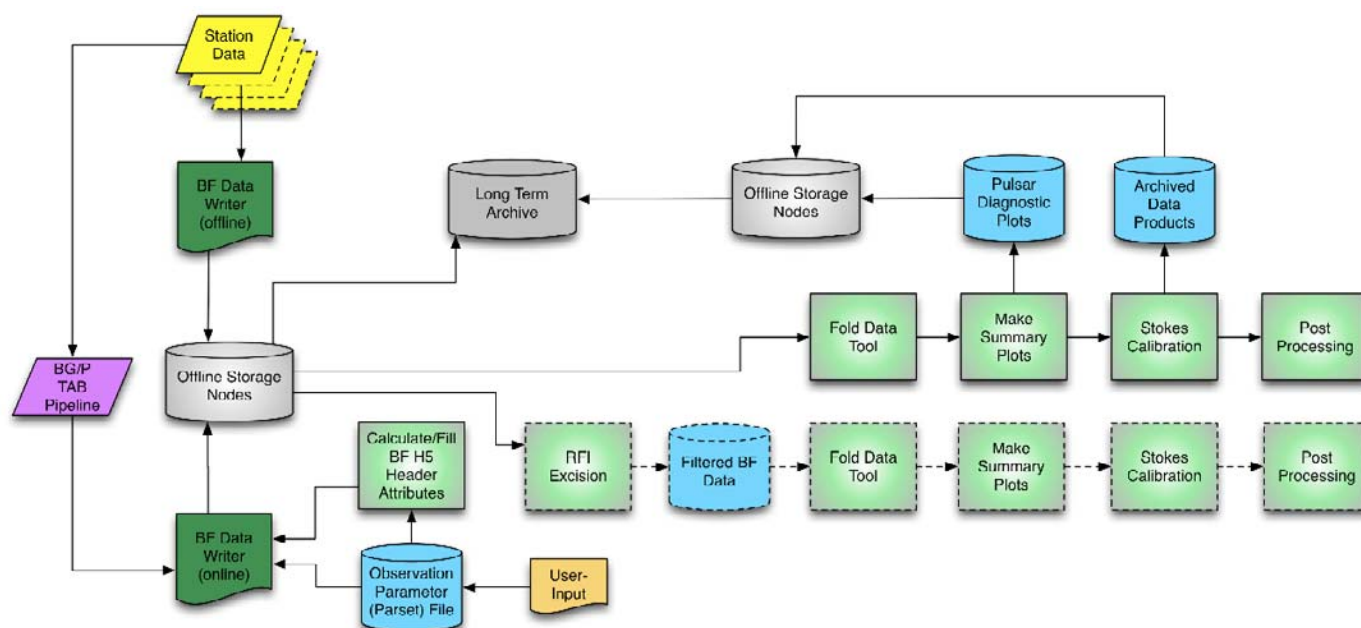 Station
Data
BF Data
Writer
(offline)
Long Term
Archive
Offline Storage
Nodes
Pulsar
Diagnostic
Plots
Archived
Data
Products
BG/P
TAB
Pipeline
Offline Storage
Nodes
Fold Data
Tool
Make
Summary
Plots
Stokes
Calibration
Post
Processing
Calculate/Fill
BF H5
Header
Attributes
RFI
Excision
Filtered BF
Data
Fold Data
Tool
Make
Summary
Plots
Stokes
Calibration
Post
Processing
BF Data
Writer
(online)
Observation
Parameter
(Parset) File
User-
Input